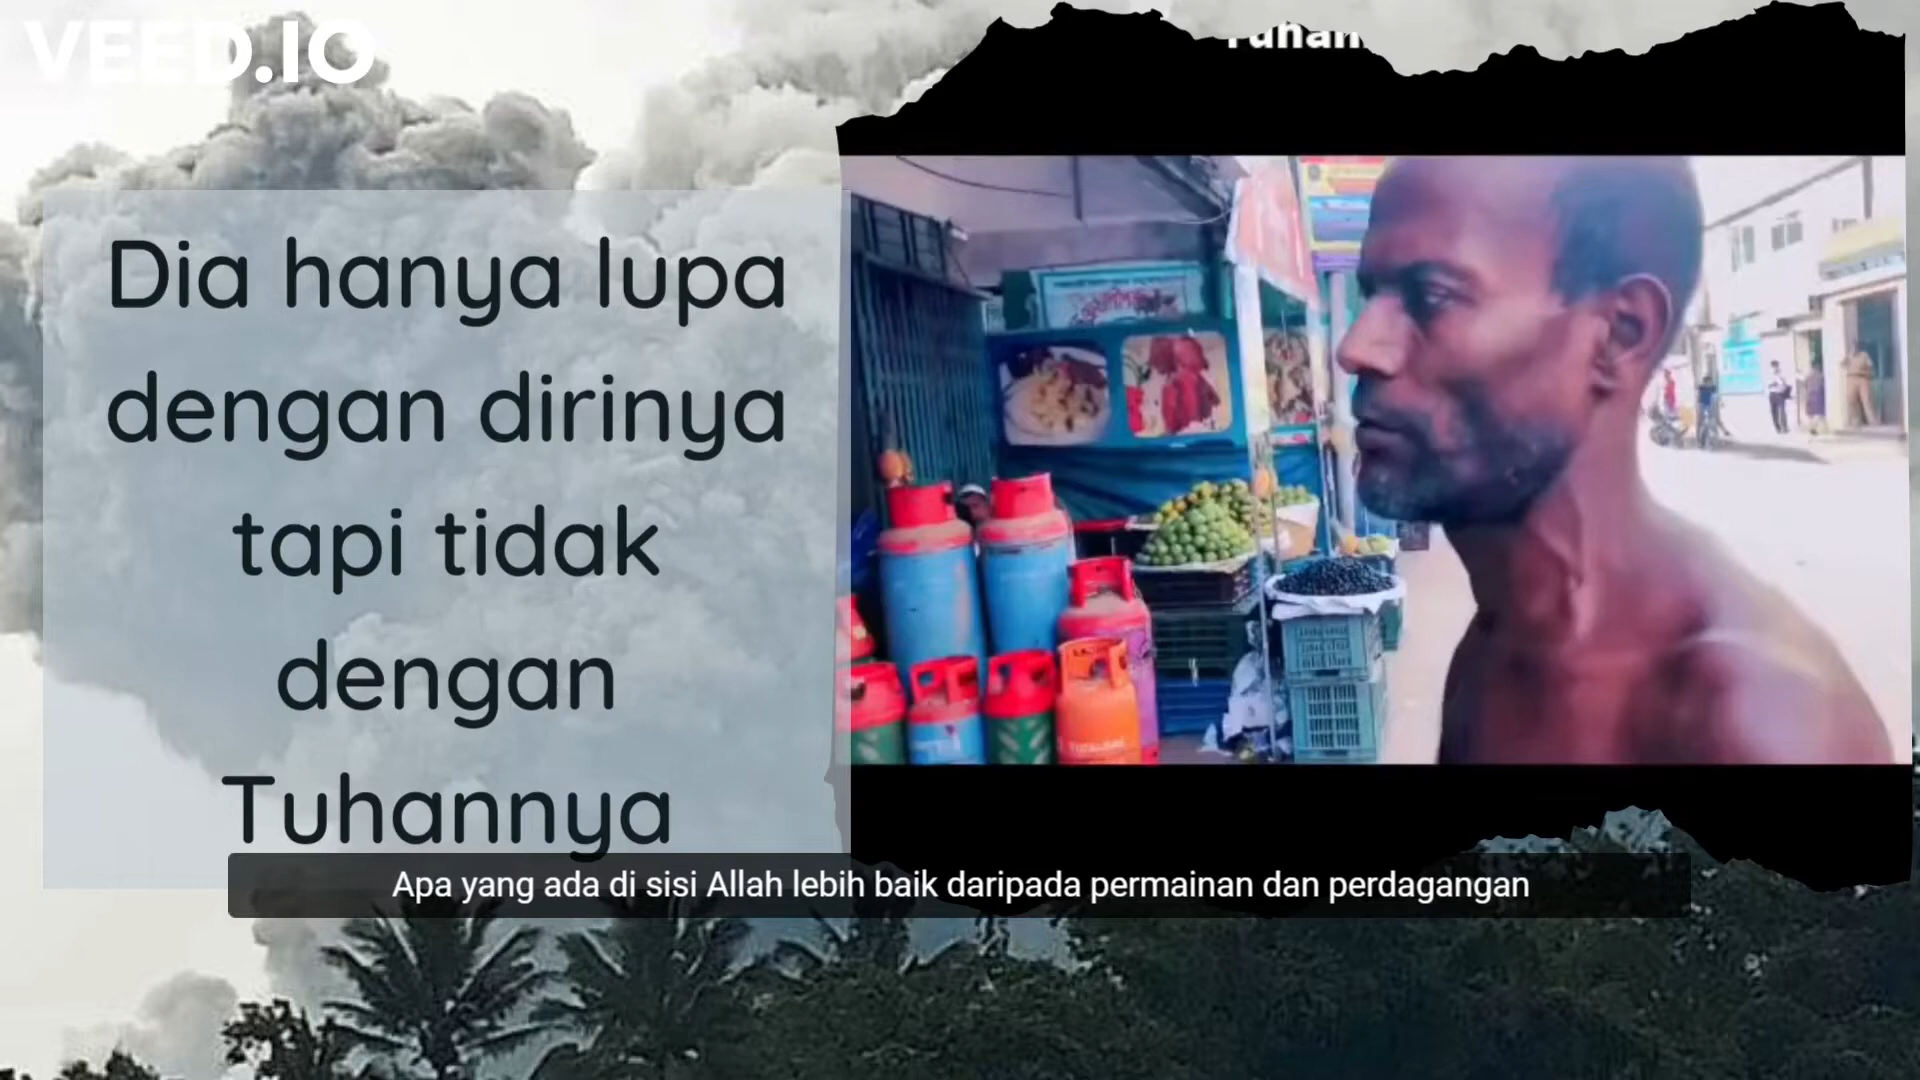 VEED.IO
Dia hanya lupa
dengan dirinya
tapi tidak
dengan
Tuhannya
Apa yang ada di sisi Allah lebih baik daripada permainan dan perdagangan